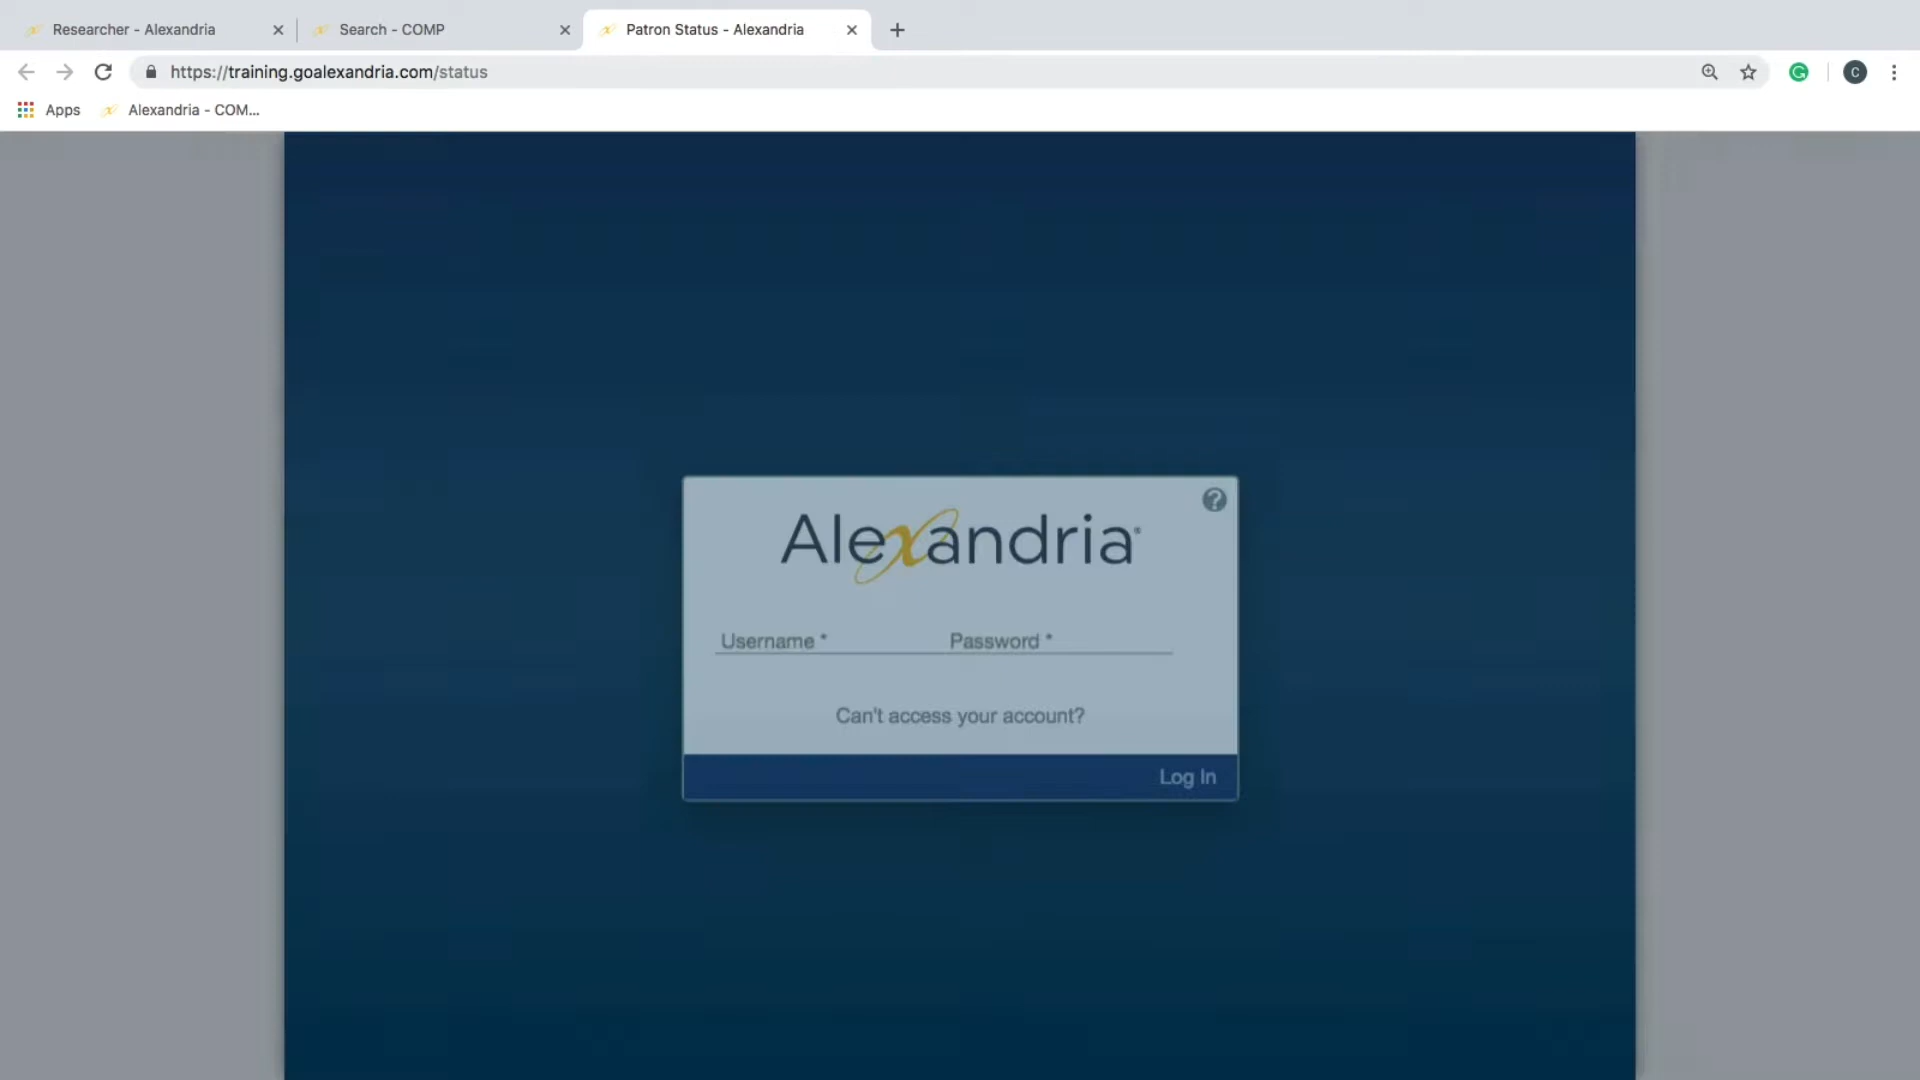 Researcher - Alexandria
Search - COMP
Patron Status - Alexandria
https://training.goalexandria.com/status
C
Apps
Alexandria - COM...
?
Alexandria
Username *
Password *
Can't access your account?
Log In